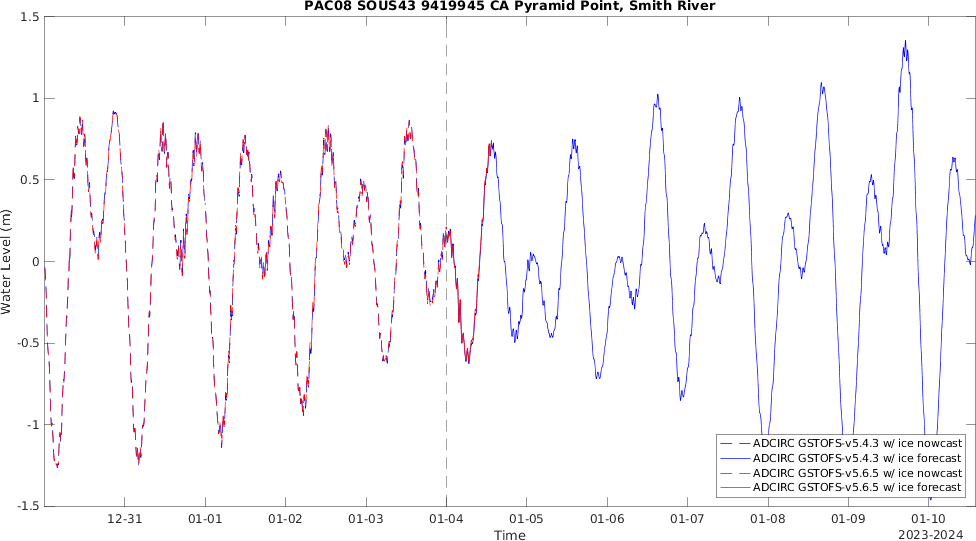 PAC08 SOUS43 9419945 CA Pyramid Point, Smith River
1.5
1
0.5
0
-0.5
-1
-1.5
Water Level (m)
12-31
01-01
01-02
01-03
01-04
01-05
01-06
01-07
01-08
01-09
01-10
Time
2023-2024
ADCIRC GSTOFS-v5.4.3 w/ ice nowcast
ADCIRC GSTOFS-v5.4.3 w/ ice forecast
ADCIRC GSTOFS-v5.6.5 w/ ice nowcast
ADCIRC GSTOFS-v5.6.5 w/ ice forecast